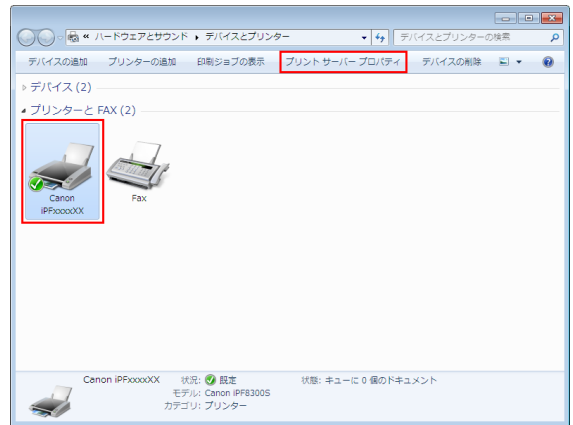 « ハードウェアとサウンド ▸ デバイスとプリンター デバイスとプリンターの検索
デバイスの追加 プリンターの追加 印刷ジョブの表示 プリント サーバー プロパティ デバイスの削除
デバイス (2)
プリンターと FAX (2)
Canon
iPFxxxxXX
Fax
Canon iPFxxxxXX 状況: 既定 状態: キューに 0 個のドキュメント
モデル: Canon iPF8300S
カテゴリ: プリンター